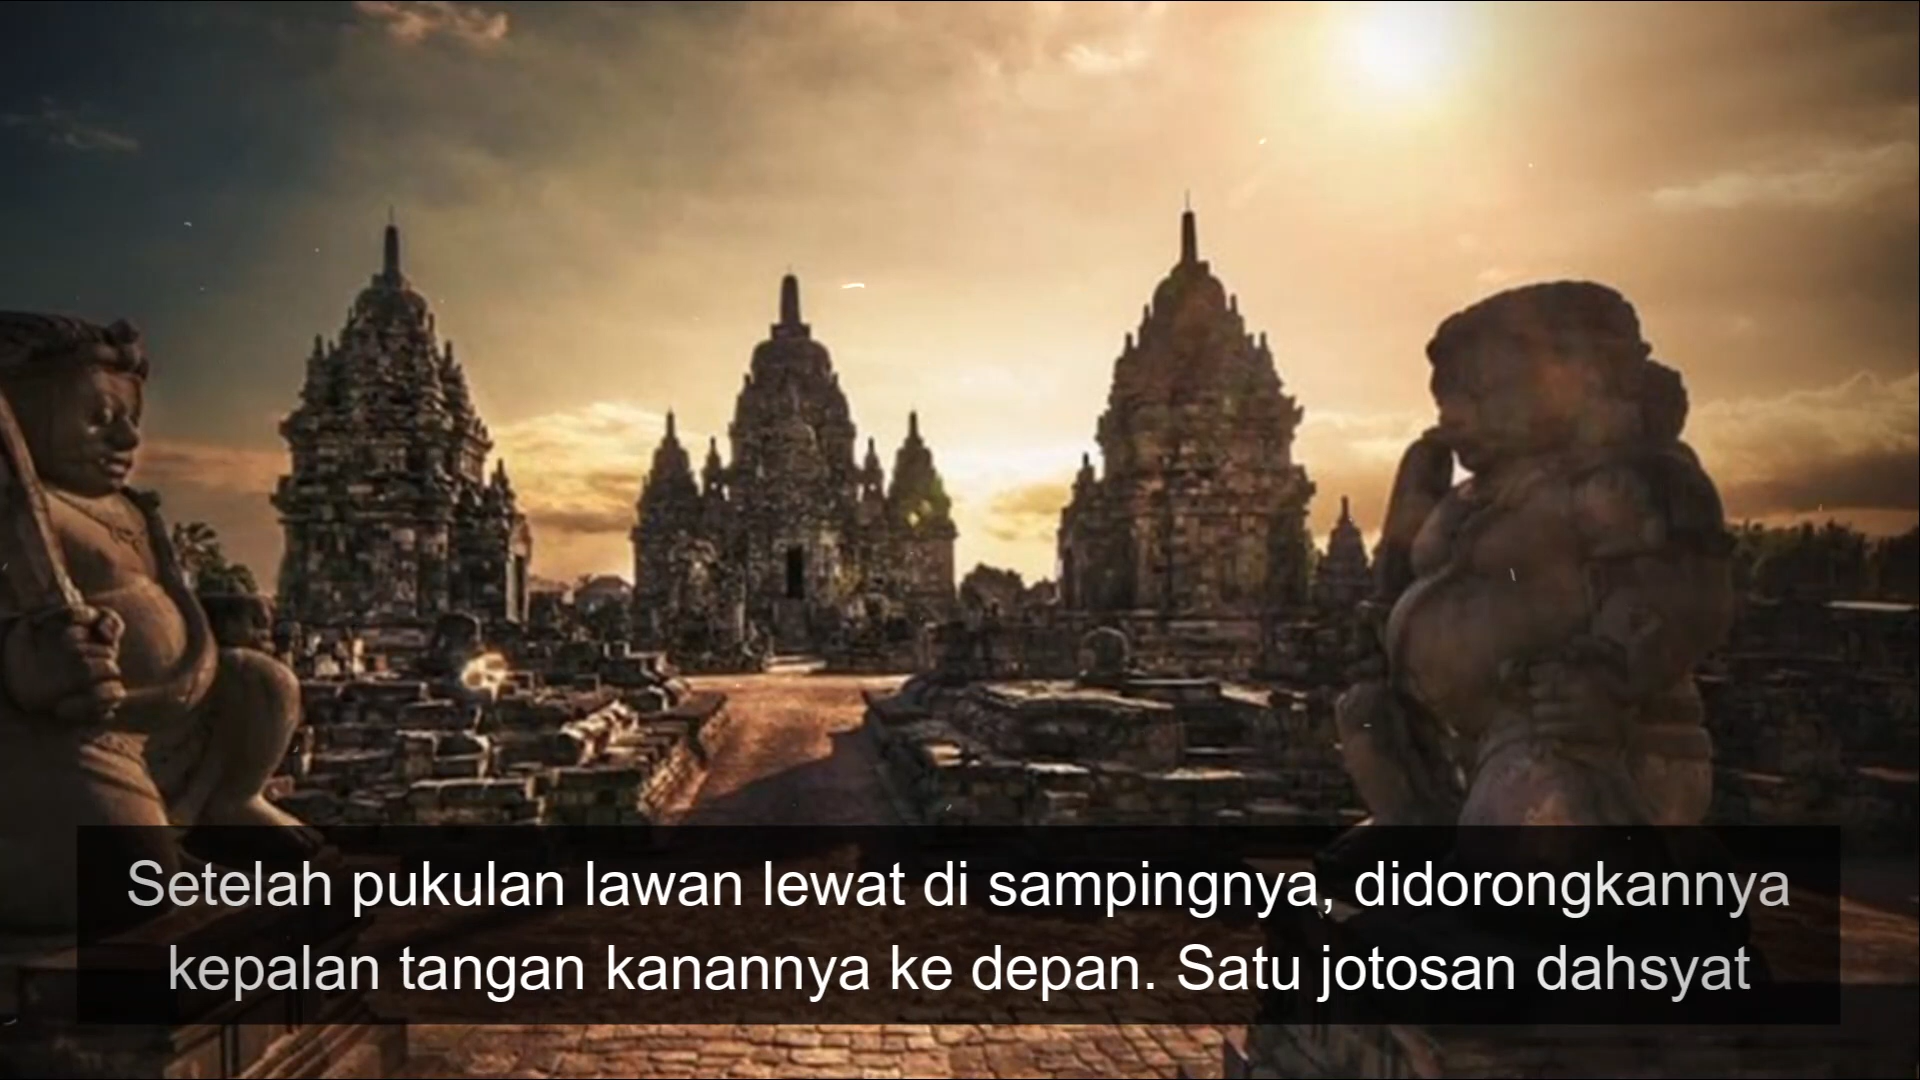 Setelah pukulan lawan lewat di sampingnya, didorongkannya
kepalan tangan kanannya ke depan. Satu jotosan dahsyat